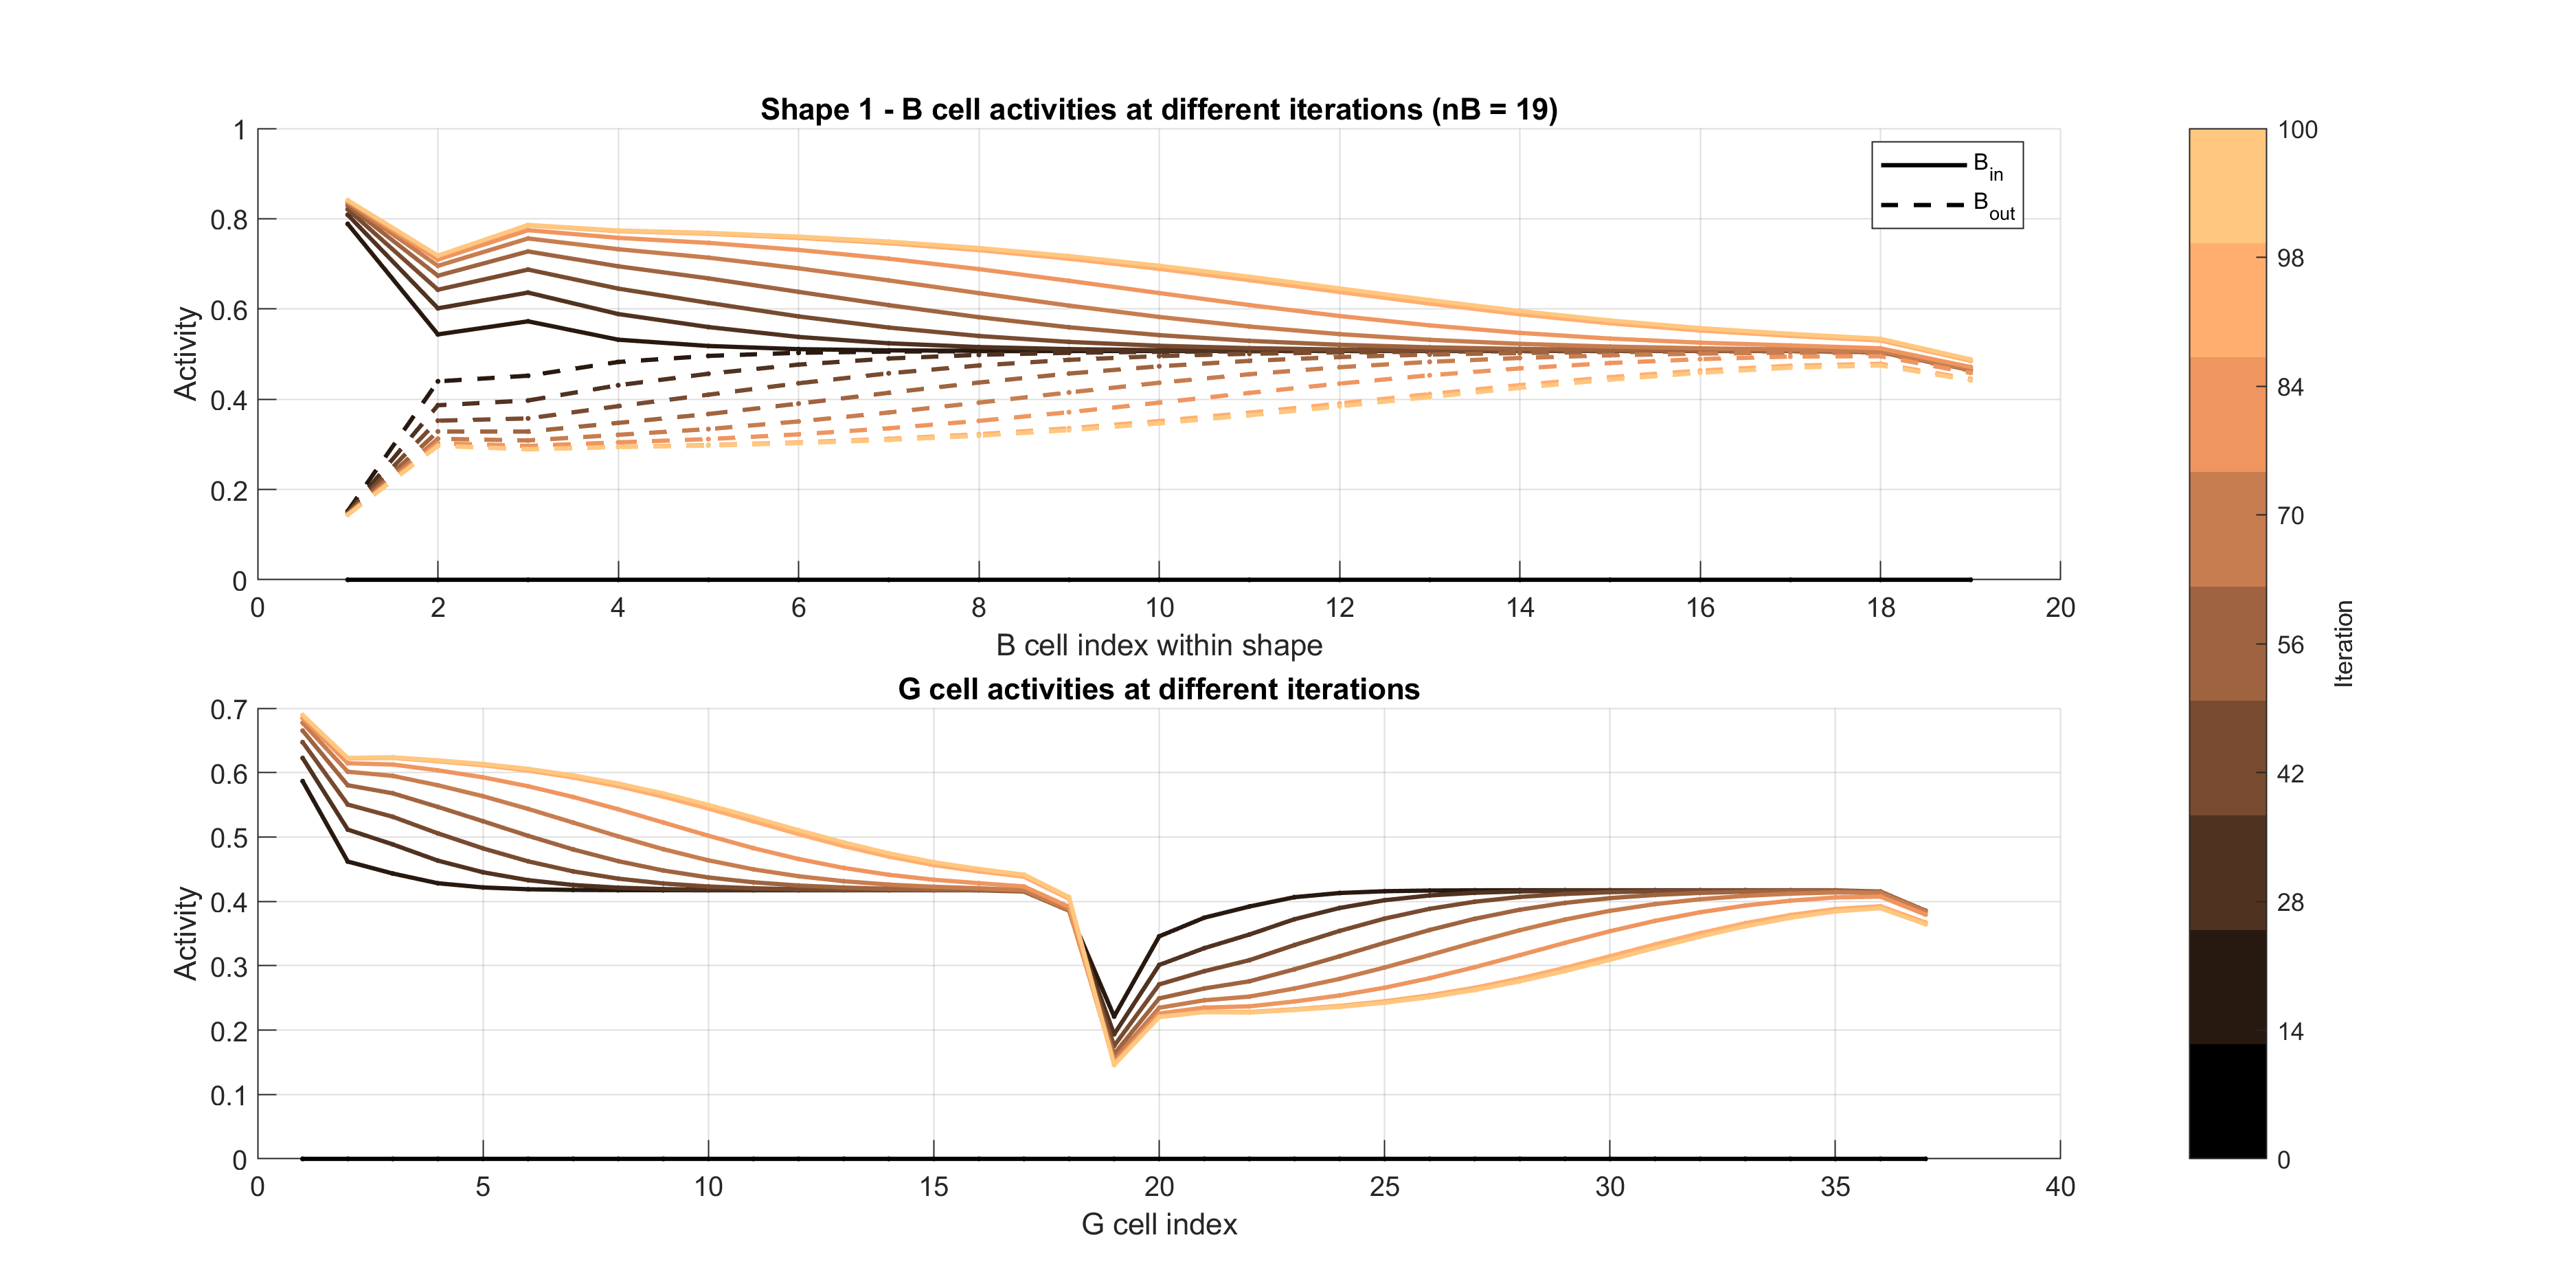 Shape 1 - B cell activities at different iterations (nB = 19)
Activity
1
0.8
0.6
0.4
0.2
0
0 2 4 6 8 10 12 14 16 18 20
B cell index within shape
B_in
B_out
G cell activities at different iterations
Activity
0.7
0.6
0.5
0.4
0.3
0.2
0.1
0
0 5 10 15 20 25 30 35 40
G cell index
100
98
84
70
56
42
28
14
0
Iteration